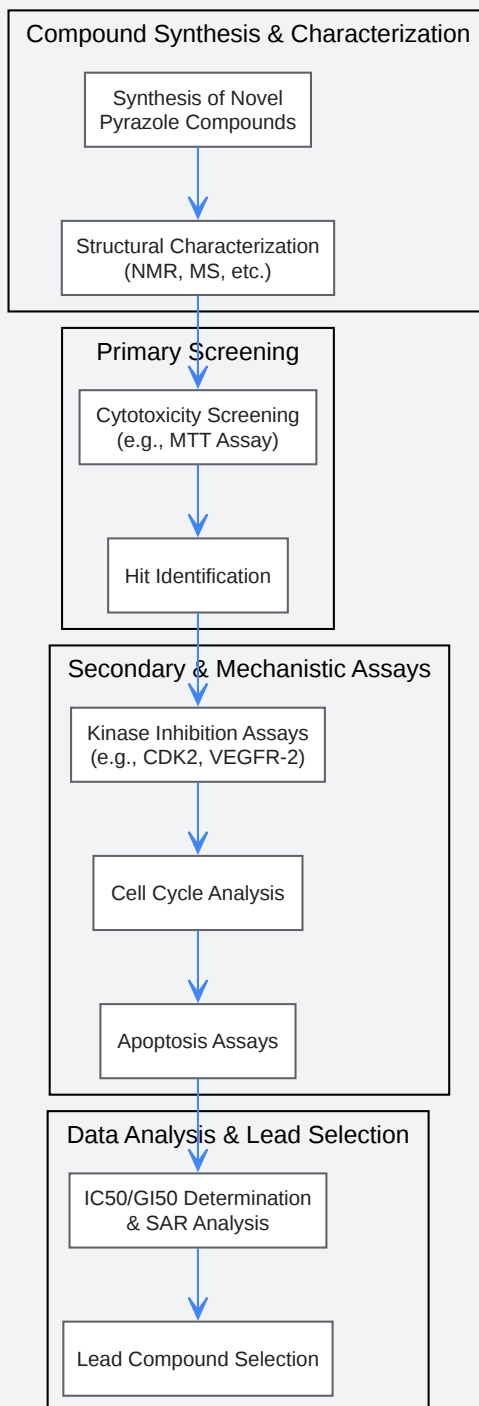 Compound Synthesis & Characterization
Synthesis of Novel
Pyrazole Compounds
Structural Characterization
(NMR, MS, etc.)
Primary Screening
Cytotoxicity Screening
(e.g., MTT Assay)
Hit Identification
Secondary & Mechanistic Assays
Kinase Inhibition Assays
(e.g., CDK2, VEGFR-2)
Cell Cycle Analysis
Apoptosis Assays
Data Analysis & Lead Selection
IC50/GI50 Determination
& SAR Analysis
Lead Compound Selection